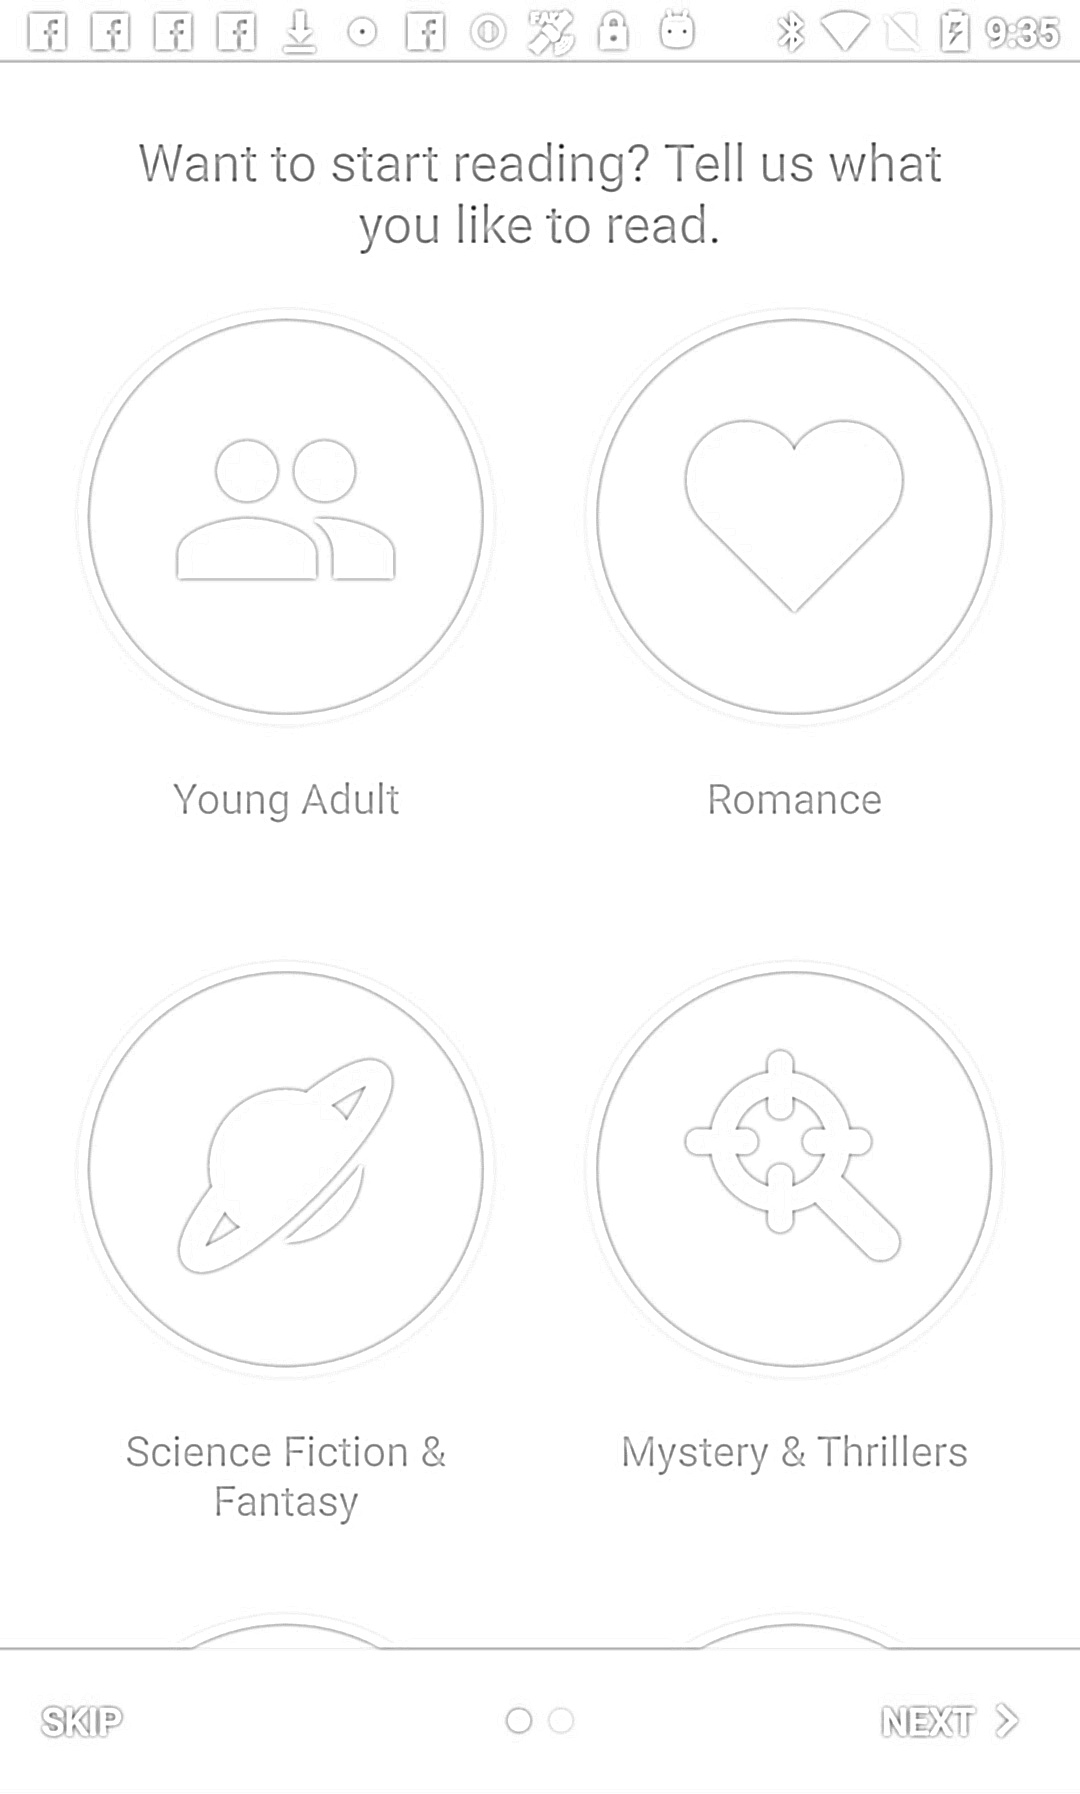 9:35
Want to start reading? Tell us what
you like to read.
Young Adult
Romance
Science Fiction &
Fantasy
Mystery & Thrillers
SKIP
NEXT